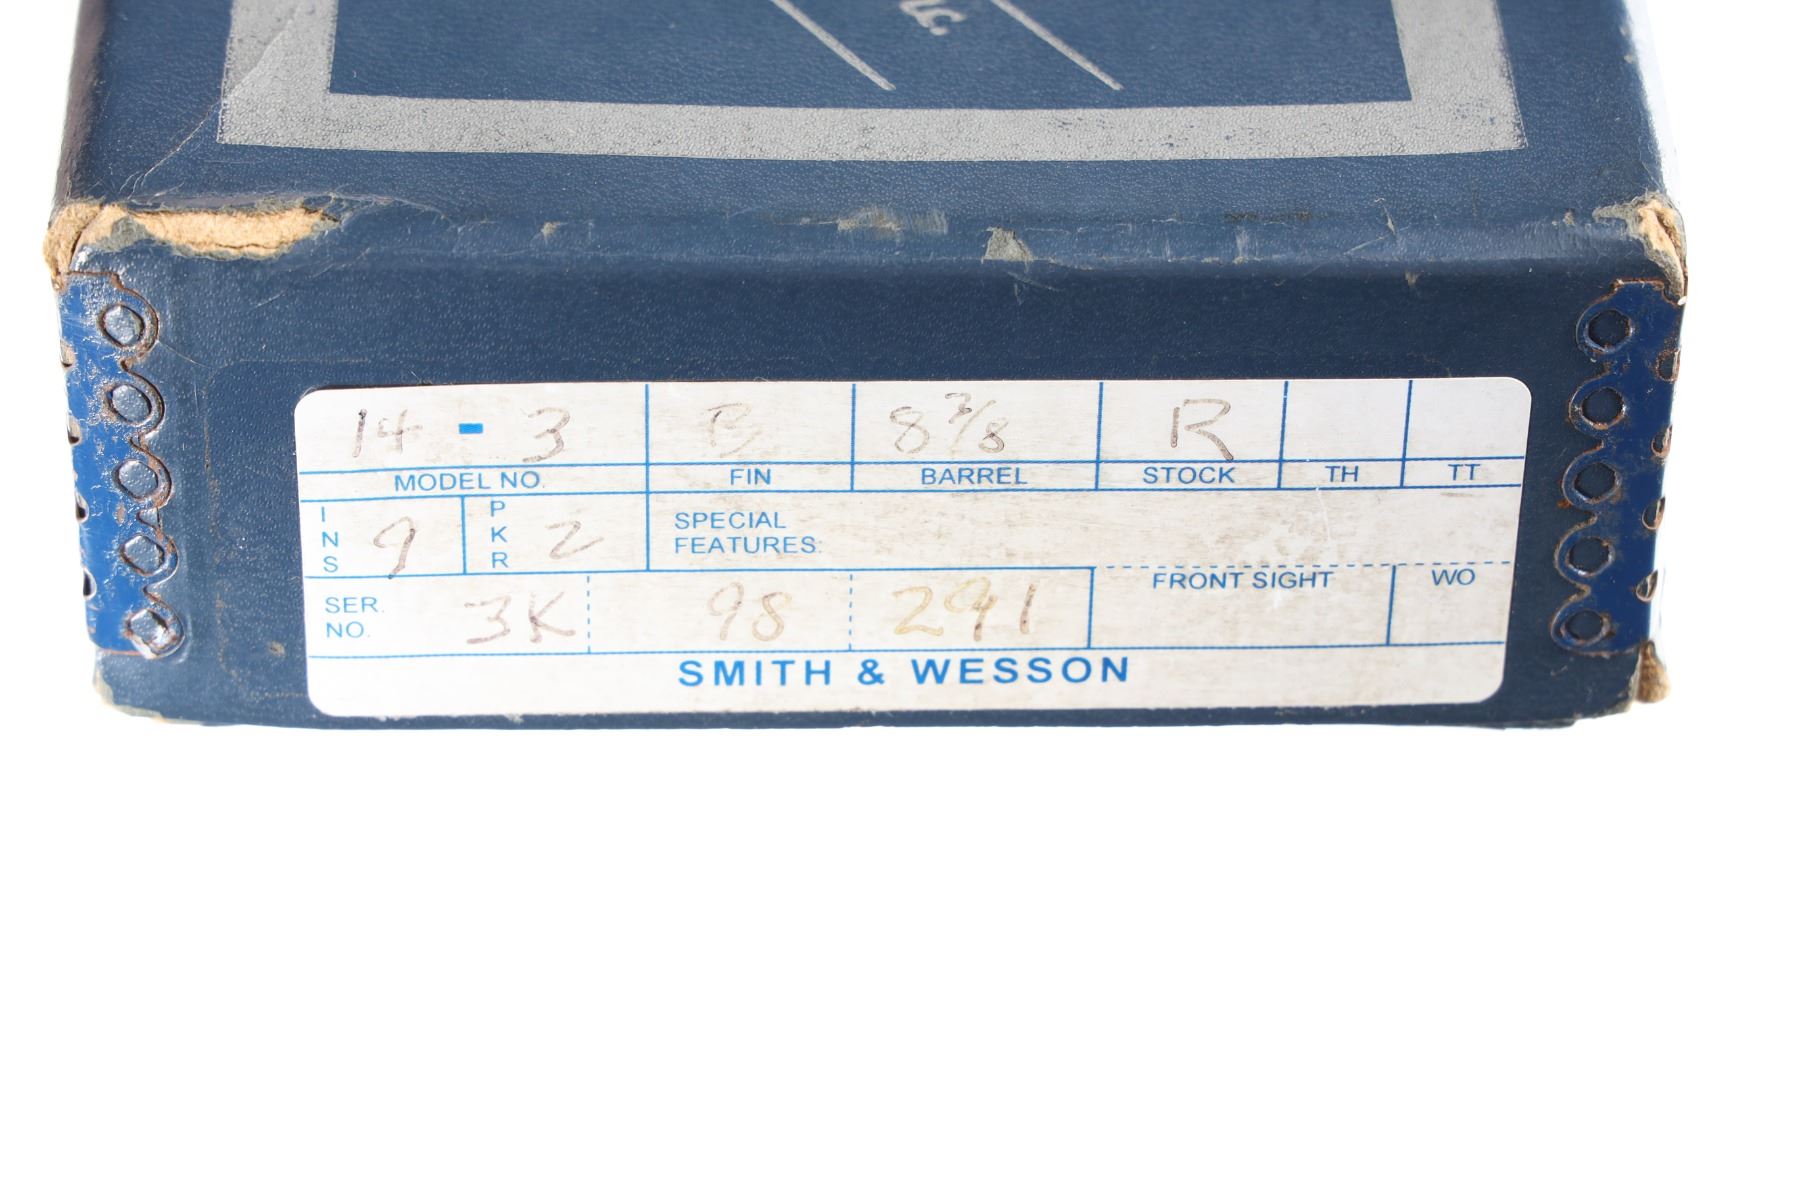 LC.
14 - 3 B 8 3/8 R
MODEL NO. FIN BARREL STOCK TH TT
INS 9 PKR 2 SPECIAL
FEATURES:
FRONT SIGHT WO
SER. NO. 3K 98 291
SMITH & WESSON